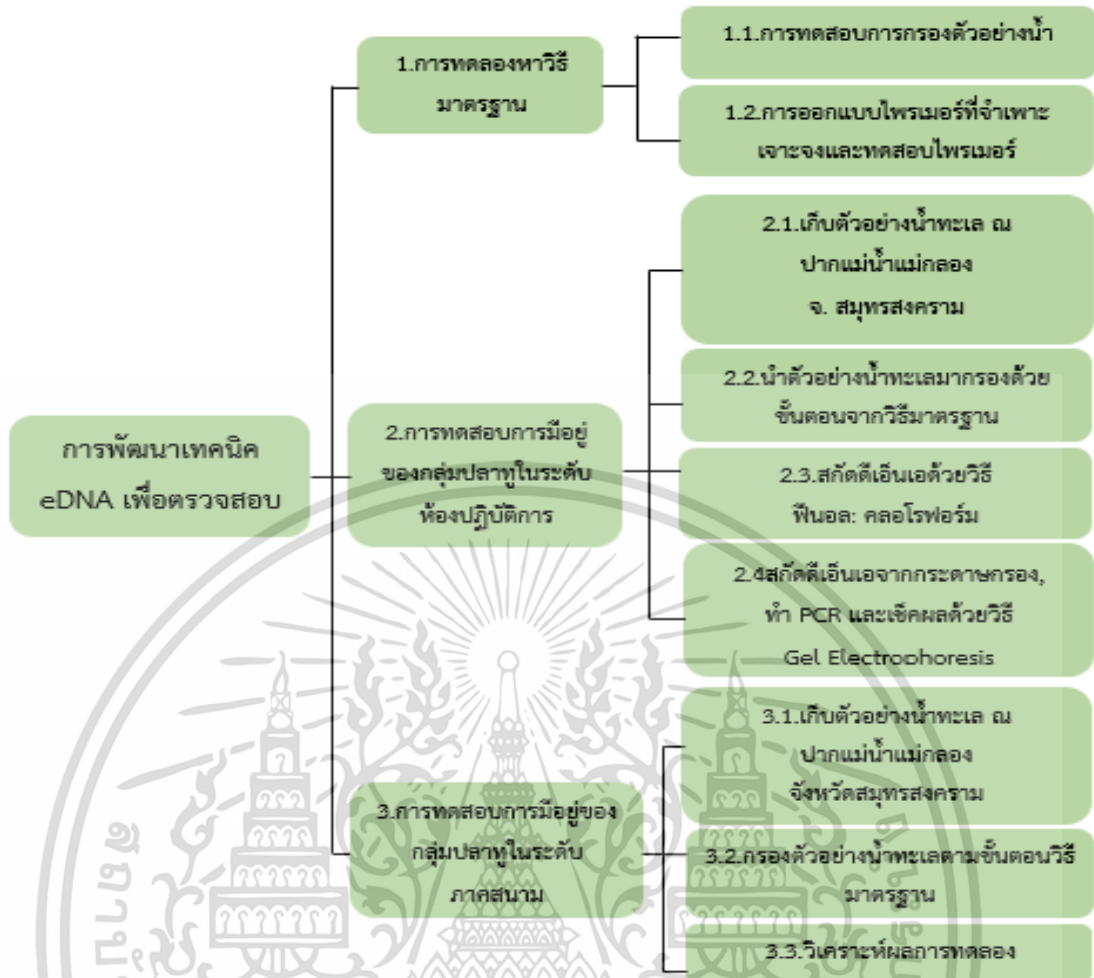 การพัฒนาเทคนิค
eDNA เพื่อตรวจสอบ
1.การทดลองหาวิธี
มาตรฐาน
1.1.การทดสอบการกรองตัวอย่างน้ำ
1.2.การออกแบบไพรเมอร์ที่จำเพาะ
เจาะจงและทดสอบไพรเมอร์
2.การทดสอบการมีอยู่
ของกลุ่มปลาทูในระดับ
ห้องปฏิบัติการ
2.1.เก็บตัวอย่างน้ำทะเล ณ
ปากแม่น้ำแม่กลอง
จ. สมุทรสงคราม
2.2.นำตัวอย่างน้ำทะเลมากรองด้วย
ขั้นตอนจากวิธีมาตรฐาน
2.3.สกัดดีเอ็นเอด้วยวิธี
ฟีนอล: คลอโรฟอร์ม
2.4สกัดดีเอ็นเอจากกระดาษกรอง,
ทำ PCR และเช็คผลด้วยวิธี
Gel Electrophoresis
3.การทดสอบการมีอยู่ของ
กลุ่มปลาทูในระดับ
ภาคสนาม
3.1.เก็บตัวอย่างน้ำทะเล ณ
ปากแม่น้ำแม่กลอง
จังหวัดสมุทรสงคราม
3.2.กรองตัวอย่างน้ำทะเลตามขั้นตอนวิธี
มาตรฐาน
3.3.วิเคราะห์ผลการทดลอง